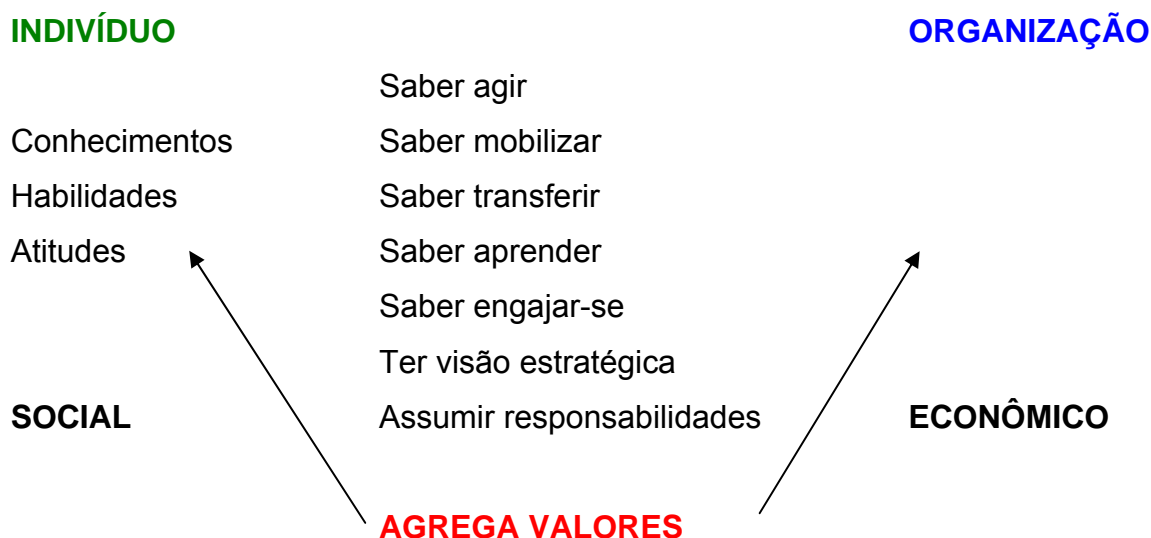 INDIVÍDUO ORGANIZAÇÃO
Saber agir
Conhecimentos Saber mobilizar
Habilidades Saber transferir
Atitudes Saber aprender
Saber engajar-se
Ter visão estratégica
SOCIAL Assumir responsabilidades ECONÔMICO
AGREGA VALORES